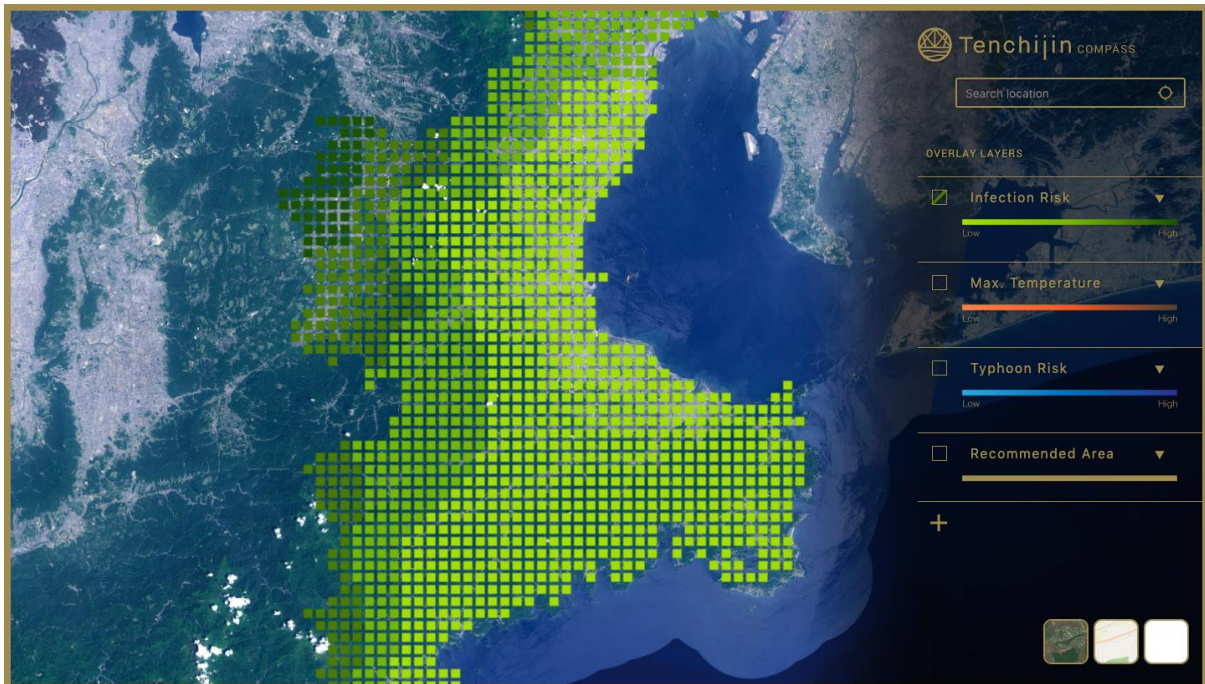 Tenchijin COMPASS
Search location
OVERLAY LAYERS
Infection Risk
Low High
Max. Temperature
Low High
Typhoon Risk
Low High
Recommended Area